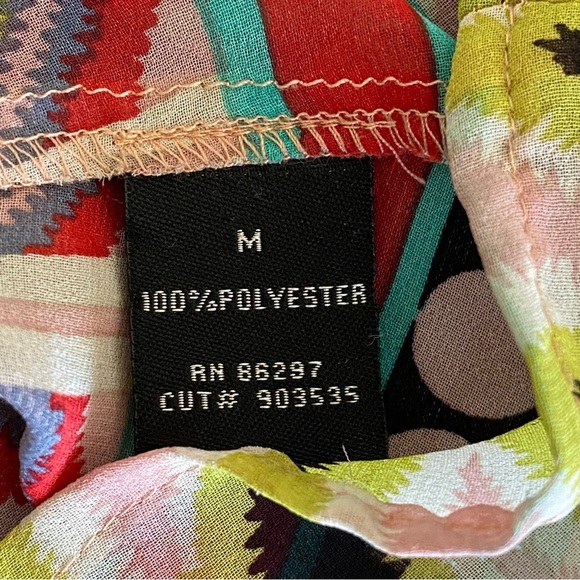 M
100%POLYESTER
RN 86297
CUT# 903535